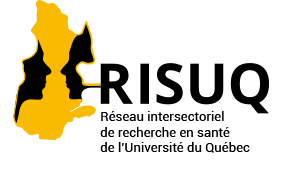 RISUQ
Réseau intersectoriel
de recherche en santé
de l'Université du Québec